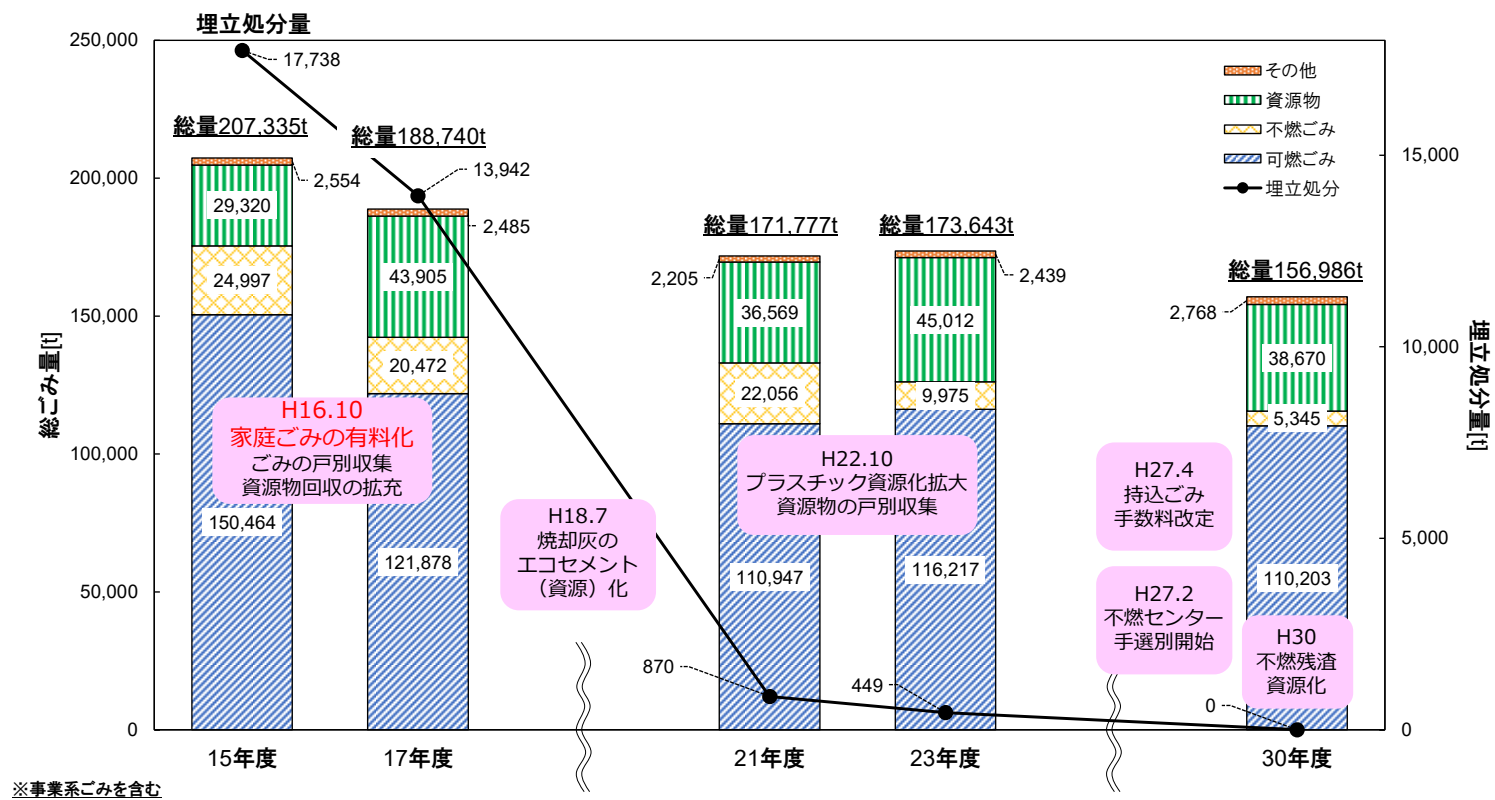 埋立処分量
250,000
200,000
150,000
100,000
50,000
0
総ごみ量[t]
15,000
10,000
5,000
0
埋立処分量[t]
その他
資源物
不燃ごみ
可燃ごみ
埋立処分
17,738
総量207,335t
2,554
29,320
24,997
150,464
総量188,740t
13,942
2,485
43,905
20,472
121,878
H16.10
家庭ごみの有料化
ごみの戸別収集
資源物回収の拡充
H18.7
焼却灰の
エコセメント
（資源）化
総量171,777t
2,205
36,569
22,056
110,947
870
総量173,643t
2,439
45,012
9,975
116,217
449
H22.10
プラスチック資源化拡大
資源物の戸別収集
H27.4
持込ごみ
手数料改定
H27.2
不燃センター
手選別開始
総量156,986t
2,768
38,670
5,345
110,203
H30
不燃残渣
資源化
0
15年度
17年度
21年度
23年度
30年度
※事業系ごみを含む